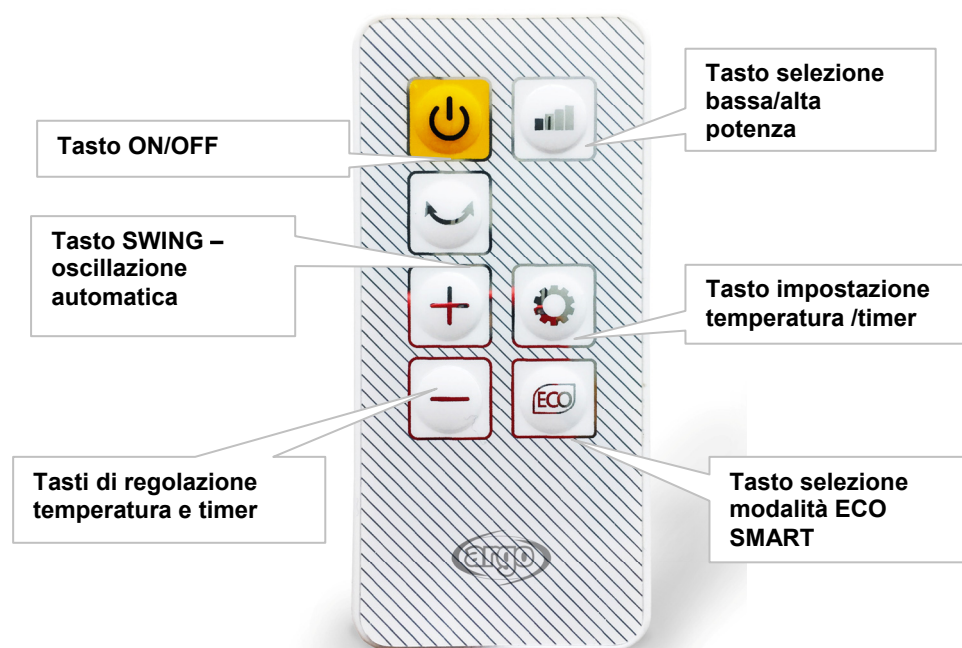 Tasto selezione
bassa/alta
potenza
Tasto ON/OFF
Tasto SWING –
oscillazione
automatica
Tasto impostazione
temperatura /timer
ECO
Tasti di regolazione
temperatura e timer
Tasto selezione
modalità ECO
SMART
argo